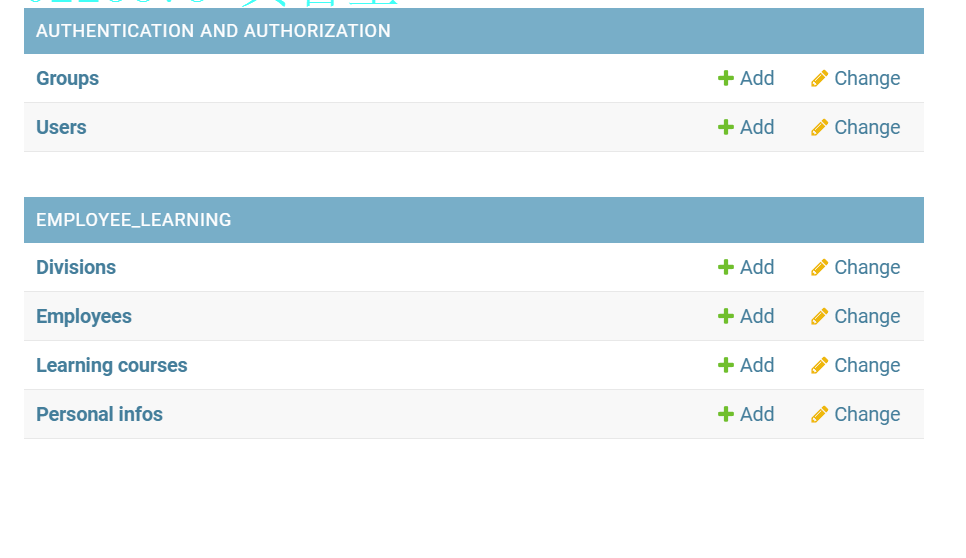 AUTHENTICATION AND AUTHORIZATION
Groups Add Change
Users Add Change
EMPLOYEE_LEARNING
Divisions Add Change
Employees Add Change
Learning courses Add Change
Personal infos Add Change